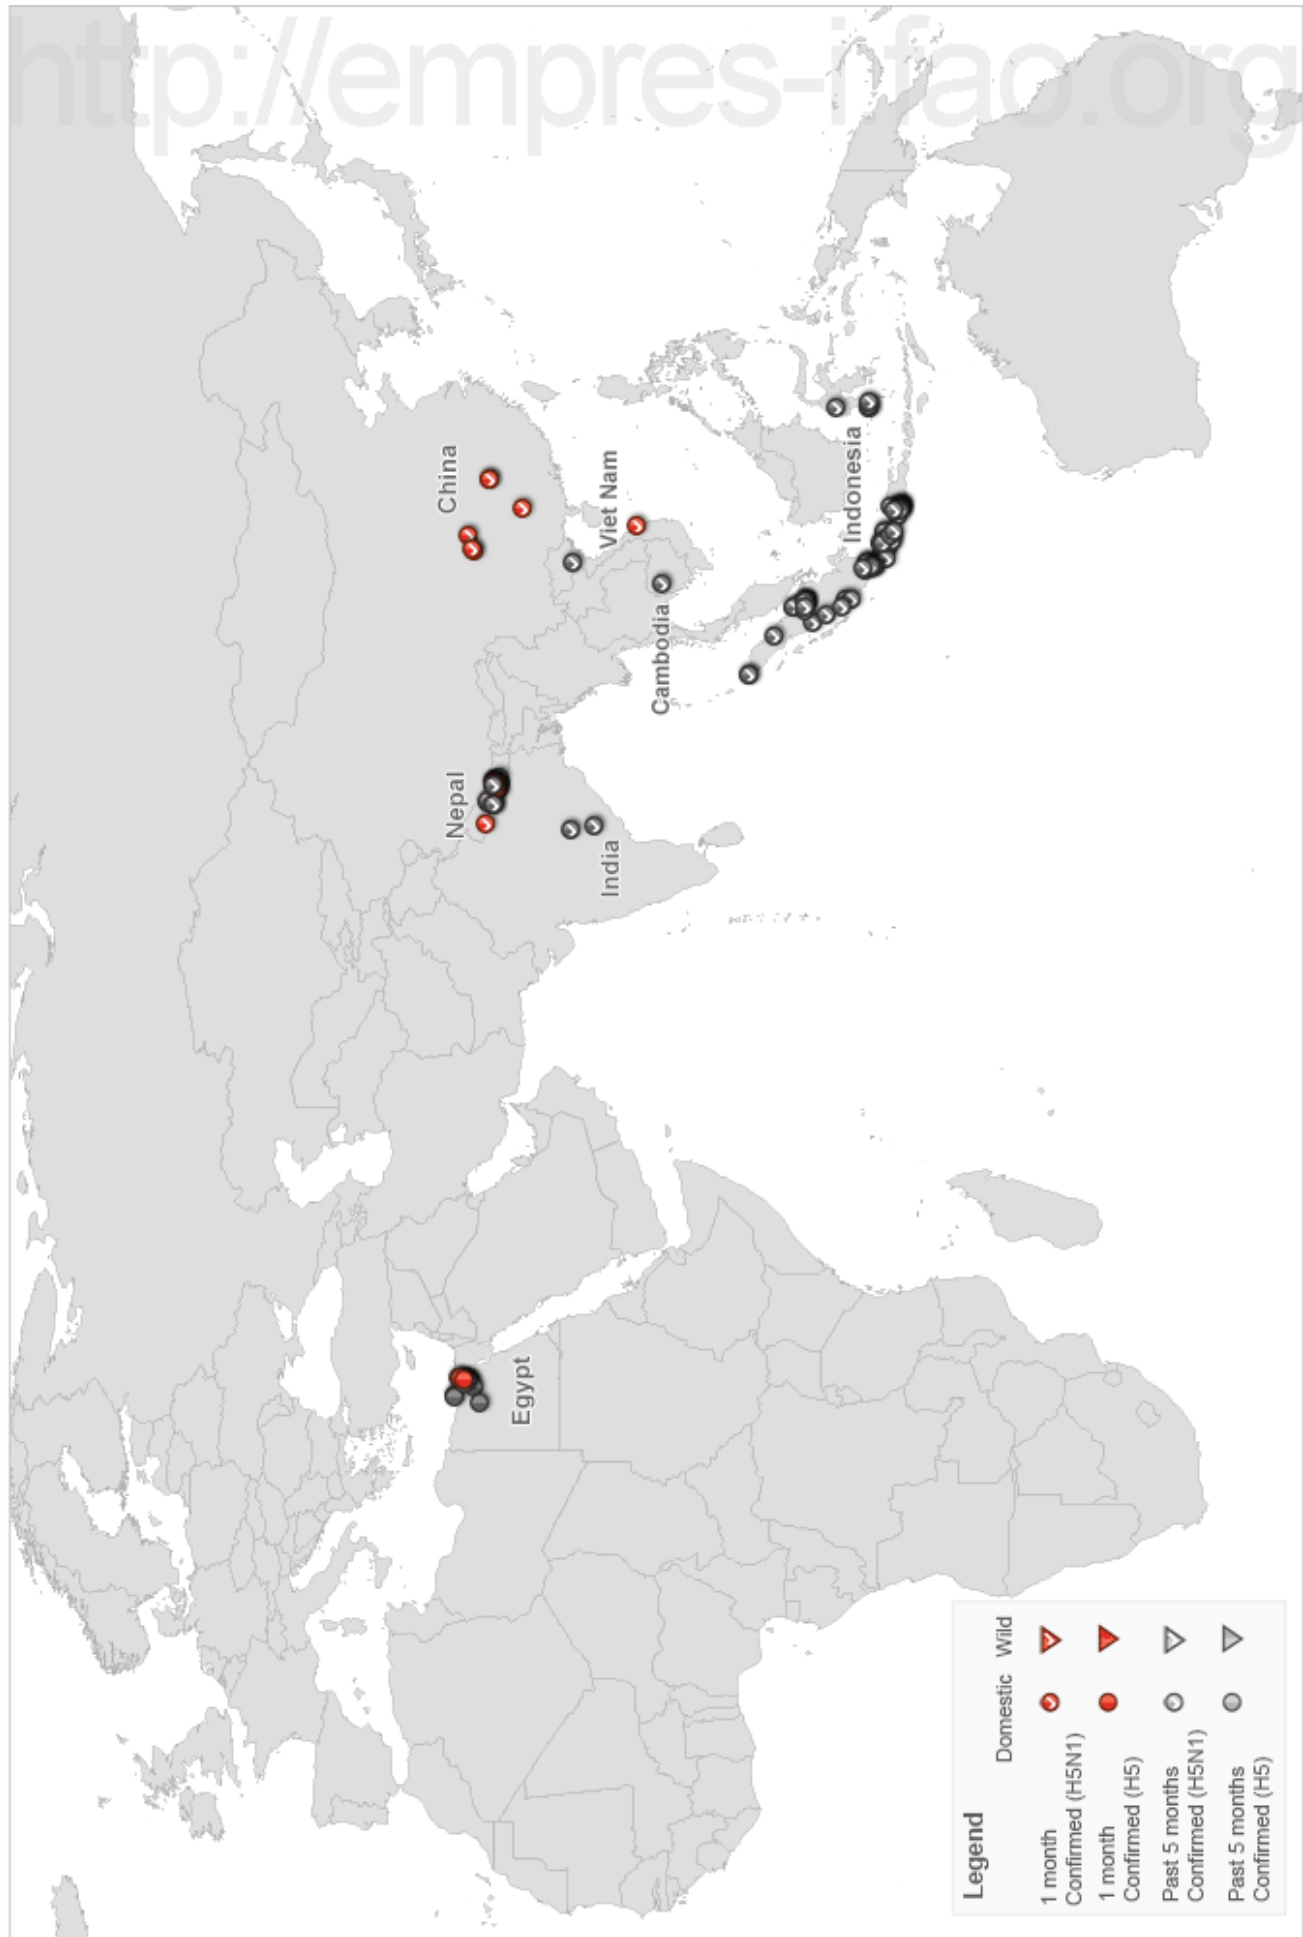 http://empres-i.fao.org
China
Viet Nam
Nepal
Cambodia
India
Indonesia
Egypt
Legend
Domestic Wild
1 month
Confirmed (H5N1)
1 month
Confirmed (H5)
Past 5 months
Confirmed (H5N1)
Past 5 months
Confirmed (H5)